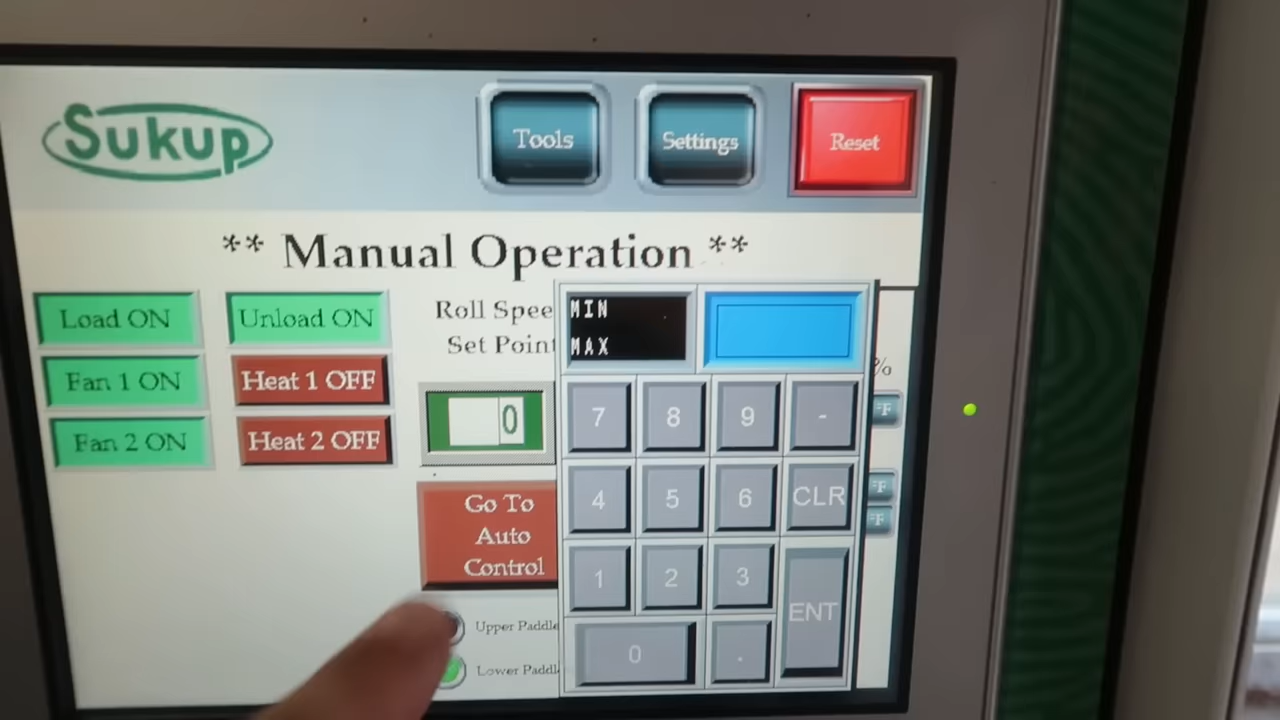 Sukup
Tools
Settings
Reset
** Manual Operation **
Load ON
Unload ON
Fan 1 ON
Heat 1 OFF
Fan 2 ON
Heat 2 OFF
Roll Spee
Set Point
0
Go To
Auto
Control
Upper Paddle
Lower Paddl
MIN
MAX
7 8 9 -
4 5 6 CLR
1 2 3
ENT
0 .
%
°F
°F
°F